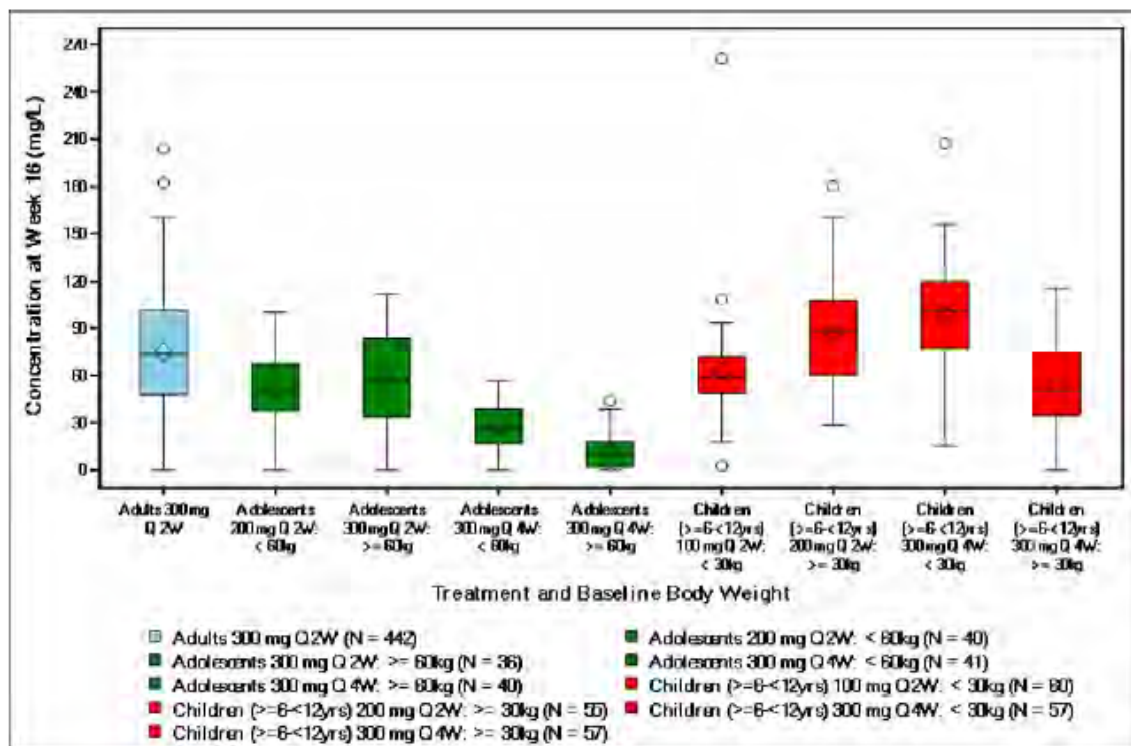 Concentration at Week 16 (mg/L)
270
240
210
180
150
120
90
60
30
0
Adults 300 mg
Q 2W
Adolescents
200 mg Q 2W:
< 60kg
Adolescents
300 mg Q 2W:
>= 60kg
Adolescents
300 mg Q 4W:
< 60kg
Adolescents
300 mg Q 4W:
>= 60kg
Children
(>=6-<12yrs)
100 mg Q 2W:
< 30kg
Children
(>=6-<12yrs)
200 mg Q 2W:
>= 30kg
Children
(>=6-<12yrs)
300 mg Q 4W:
< 30kg
Children
(>=6-<12yrs)
300 mg Q 4W:
>= 30kg
Treatment and Baseline Body Weight
Adults 300 mg Q2W (N = 442)
Adolescents 200 mg Q2W: < 60kg (N = 40)
Adolescents 300 mg Q2W: >= 60kg (N = 36)
Adolescents 300 mg Q4W: < 60kg (N = 41)
Adolescents 300 mg Q4W: >= 60kg (N = 40)
Children (>=6-<12yrs) 100 mg Q2W: < 30kg (N = 60)
Children (>=6-<12yrs) 200 mg Q2W: >= 30kg (N = 55)
Children (>=6-<12yrs) 300 mg Q4W: < 30kg (N = 57)
Children (>=6-<12yrs) 300 mg Q4W: >= 30kg (N = 57)